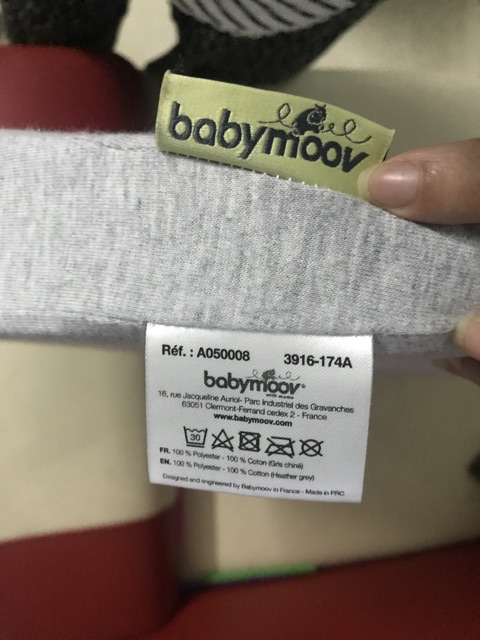 babymoov
Réf. : A050008 3916-174A
babymoov®
with mums
16, rue Jacqueline Auriol- Parc Industriel des Gravanches
63051 Clermont-Ferrand cedex 2 - France
www.babymoov.com
30
FR. 100 % Polyester - 100 % Coton (Gris chiné)
EN. 100 % Polyester - 100 % Cotton (Heather grey)
Designed and engineered by Babymoov in France - Made in PRC